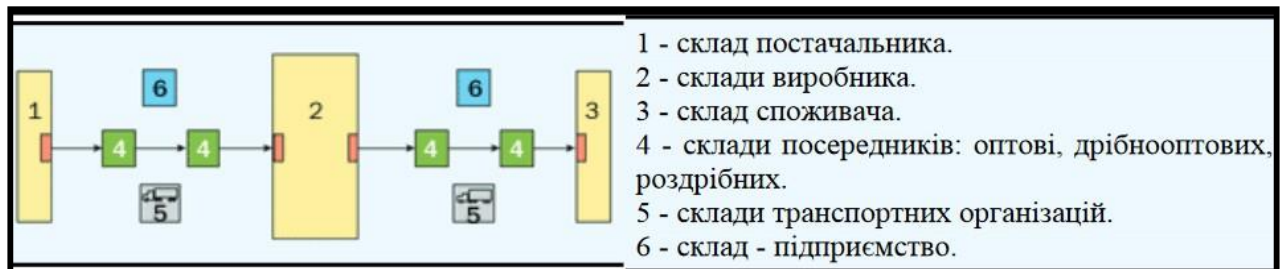 1
6
4
4
5
2
6
4
4
5
3
1 - склад постачальника.
2 - склади виробника.
3 - склад споживача.
4 - склади посередників: оптові, дрібнооптових,
роздрібних.
5 - склади транспортних організацій.
6 - склад - підприємство.